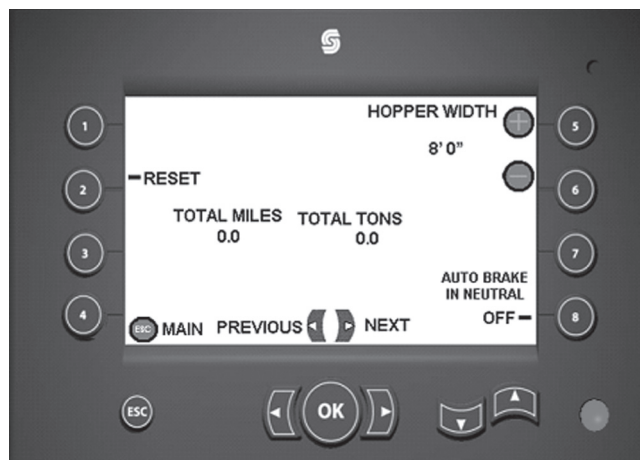 1
2
3
4
HOPPER WIDTH
8' 0"
RESET
TOTAL MILES
0.0
TOTAL TONS
0.0
AUTO BRAKE
IN NEUTRAL
OFF
ESC MAIN PREVIOUS NEXT
5
6
7
8
ESC
OK